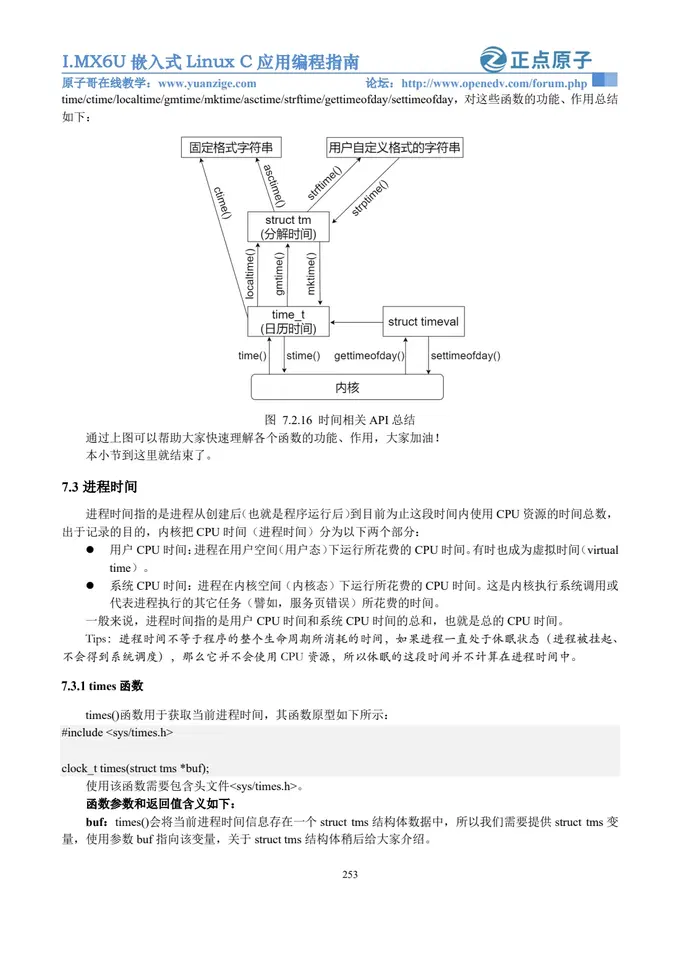 I.MX6U 嵌入式 Linux C 应用编程指南
正点原子
原子哥在线教学：www.yuanzige.com 论坛：http://www.openedv.com/forum.php
time/ctime/localtime/gmtime/mktime/asctime/strftime/gettimeofday/settimeofday，对这些函数的功能、作用总结
如下：
固定格式字符串
用户自定义格式的字符串
ctime()
asctime()
strftime()
strptime()
struct tm
(分解时间)
localtime()
gmtime()
mktime()
time_t
(日历时间)
struct timeval
time()
stime()
gettimeofday()
settimeofday()
内核
图 7.2.16 时间相关 API 总结
通过上图可以帮助大家快速理解各个函数的功能、作用，大家加油！
本小节到这里就结束了。
7.3 进程时间
进程时间指的是进程从创建后（也就是程序运行后）到目前为止这段时间内使用 CPU 资源的时间总数，
出于记录的目的，内核把 CPU 时间（进程时间）分为以下两个部分：
● 用户 CPU 时间：进程在用户空间（用户态）下运行所花费的 CPU 时间。有时也成为虚拟时间（virtual
time）。
● 系统 CPU 时间：进程在内核空间（内核态）下运行所花费的 CPU 时间。这是内核执行系统调用或
代表进程执行的其它任务（譬如，服务页错误）所花费的时间。
一般来说，进程时间指的是用户 CPU 时间和系统 CPU 时间的总和，也就是总的 CPU 时间。
Tips：进程时间不等于程序的整个生命周期所消耗的时间，如果进程一直处于休眠状态（进程被挂起、
不会得到系统调度），那么它并不会使用 CPU 资源，所以休眠的这段时间并不计算在进程时间中。
7.3.1 times 函数
times()函数用于获取当前进程时间，其函数原型如下所示：
#include <sys/times.h>
clock_t times(struct tms *buf);
使用该函数需要包含头文件<sys/times.h>。
函数参数和返回值含义如下：
buf：times()会将当前进程时间信息存在一个 struct tms 结构体数据中，所以我们需要提供 struct tms 变
量，使用参数 buf 指向该变量，关于 struct tms 结构体稍后给大家介绍。
253